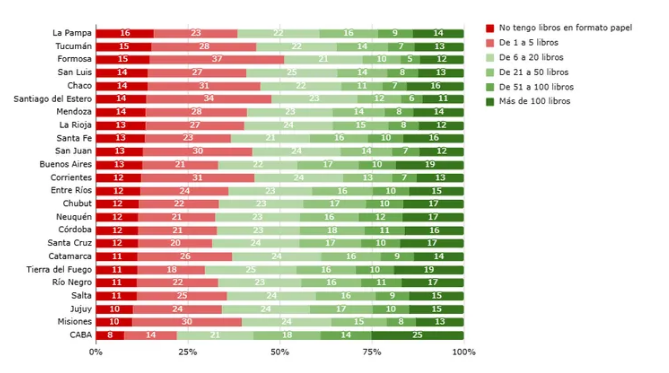 La Pampa 16 23 22 16 9 14
Tucumán 15 28 22 14 7 13
Formosa 15 37 21 10 5 12
San Luis 14 27 25 14 8 13
Chaco 14 31 22 11 7 16
Santiago del Estero 14 34 23 12 6 11
Mendoza 14 28 23 14 8 14
La Rioja 13 27 24 15 8 12
Santa Fe 13 23 21 16 10 16
San Juan 13 30 24 14 7 12
Buenos Aires 13 21 22 17 10 19
Corrientes 12 31 24 13 7 13
Entre Ríos 12 24 23 16 10 15
Chubut 12 22 23 17 10 17
Neuquén 12 21 23 16 12 17
Córdoba 12 21 23 18 11 16
Santa Cruz 12 20 24 17 10 17
Catamarca 11 26 24 16 9 14
Tierra del Fuego 11 18 25 16 10 19
Río Negro 11 22 23 16 11 17
Salta 11 25 24 16 9 15
Jujuy 10 24 24 17 10 15
Misiones 10 30 24 15 8 13
CABA 8 14 21 18 14 25
0% 25% 50% 75% 100%
No tengo libros en formato papel
De 1 a 5 libros
De 6 a 20 libros
De 21 a 50 libros
De 51 a 100 libros
Más de 100 libros